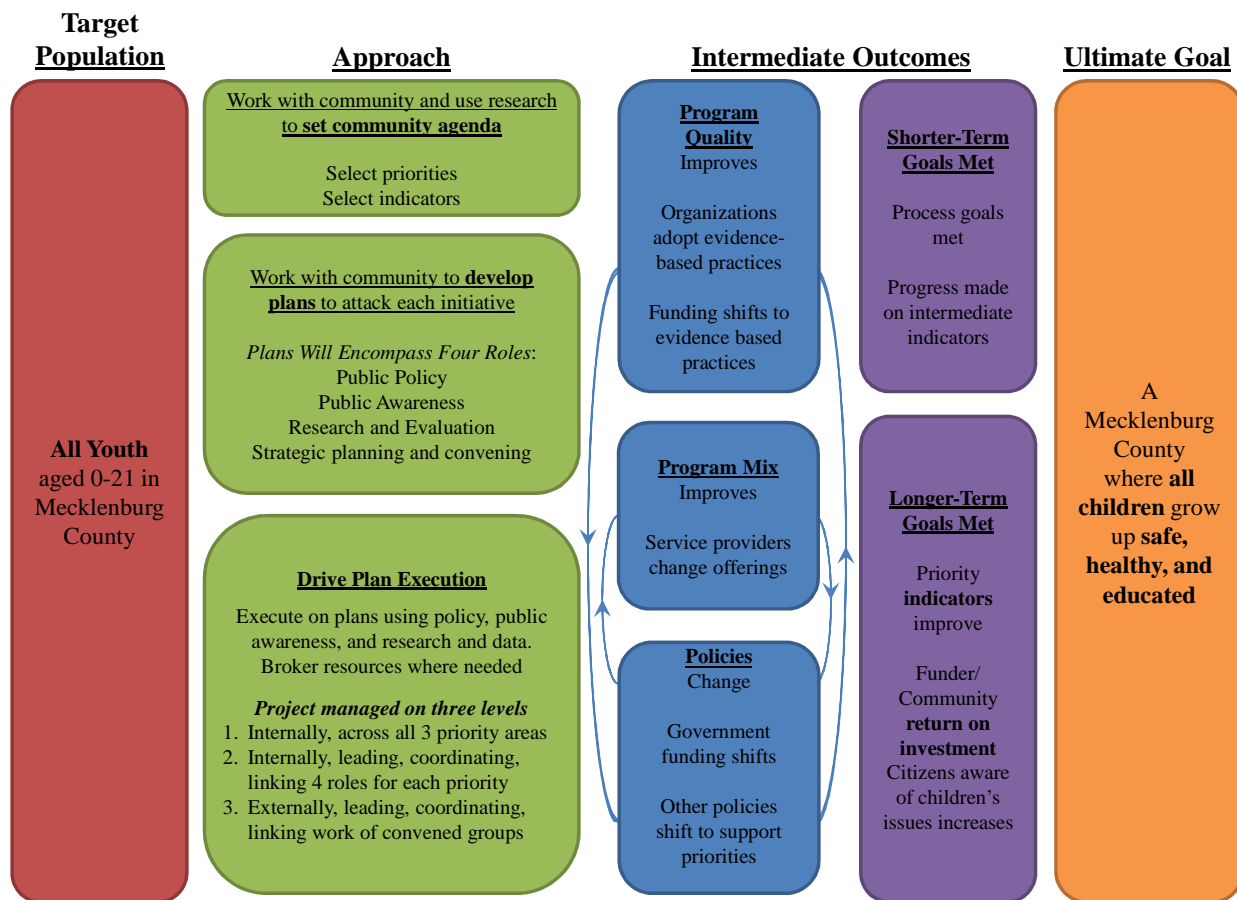 Target
Population
Approach
Intermediate Outcomes
Ultimate Goal
All Youth
aged 0-21 in
Mecklenburg
County
Work with community and use research
to set community agenda
Select priorities
Select indicators
Work with community to develop
plans to attack each initiative
Plans Will Encompass Four Roles:
Public Policy
Public Awareness
Research and Evaluation
Strategic planning and convening
Drive Plan Execution
Execute on plans using policy, public
awareness, and research and data.
Broker resources where needed
Project managed on three levels
1. Internally, across all 3 priority areas
2. Internally, leading, coordinating,
linking 4 roles for each priority
3. Externally, leading, coordinating,
linking work of convened groups
Program
Quality
Improves
Organizations
adopt evidence-
based practices
Funding shifts to
evidence based
practices
Program Mix
Improves
Service providers
change offerings
Policies
Change
Government
funding shifts
Other policies
shift to support
priorities
Shorter-Term
Goals Met
Process goals
met
Progress made
on intermediate
indicators
Longer-Term
Goals Met
Priority
indicators
improve
Funder/
Community
return on
investment
Citizens aware
of children’s
issues increases
A
Mecklenburg
County
where all
children grow
up safe,
healthy, and
educated